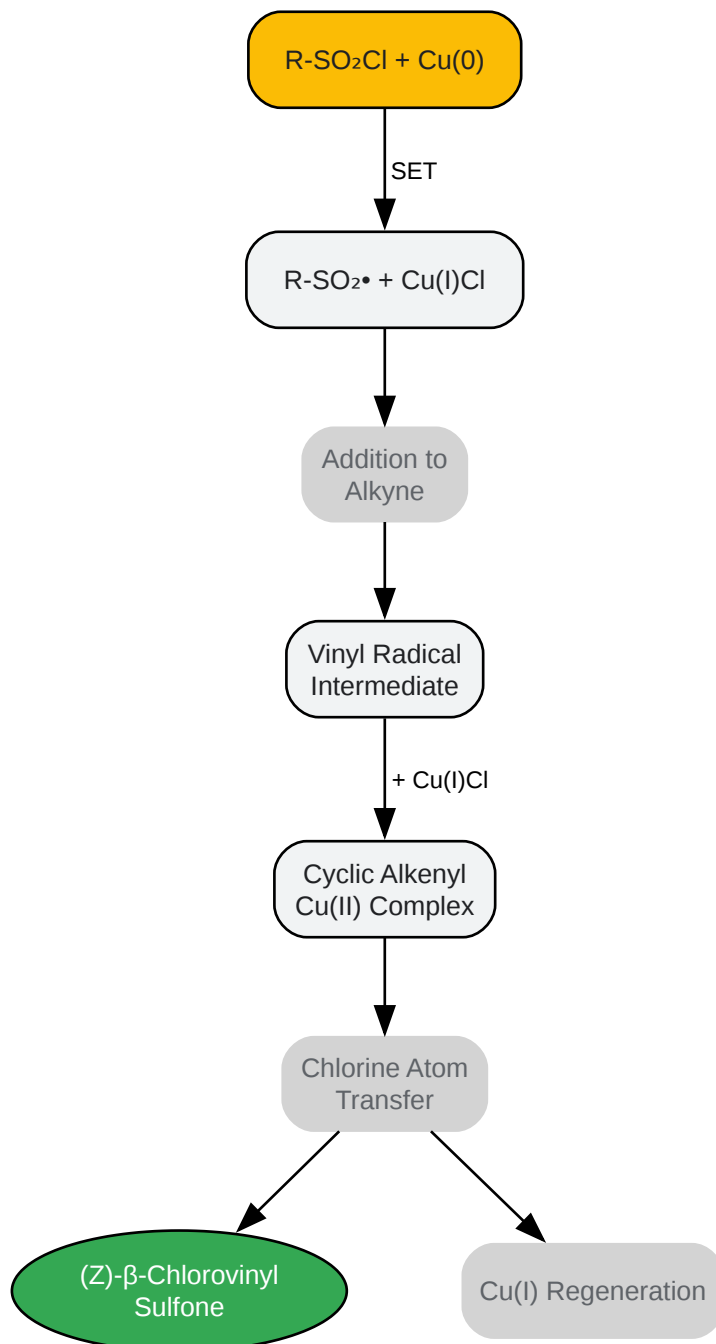 R-SO₂Cl + Cu(0)
SET
R-SO₂• + Cu(I)Cl
Addition to
Alkyne
Vinyl Radical
Intermediate
+ Cu(I)Cl
Cyclic Alkenyl
Cu(II) Complex
Chlorine Atom
Transfer
(Z)-β-Chlorovinyl
Sulfone
Cu(I) Regeneration